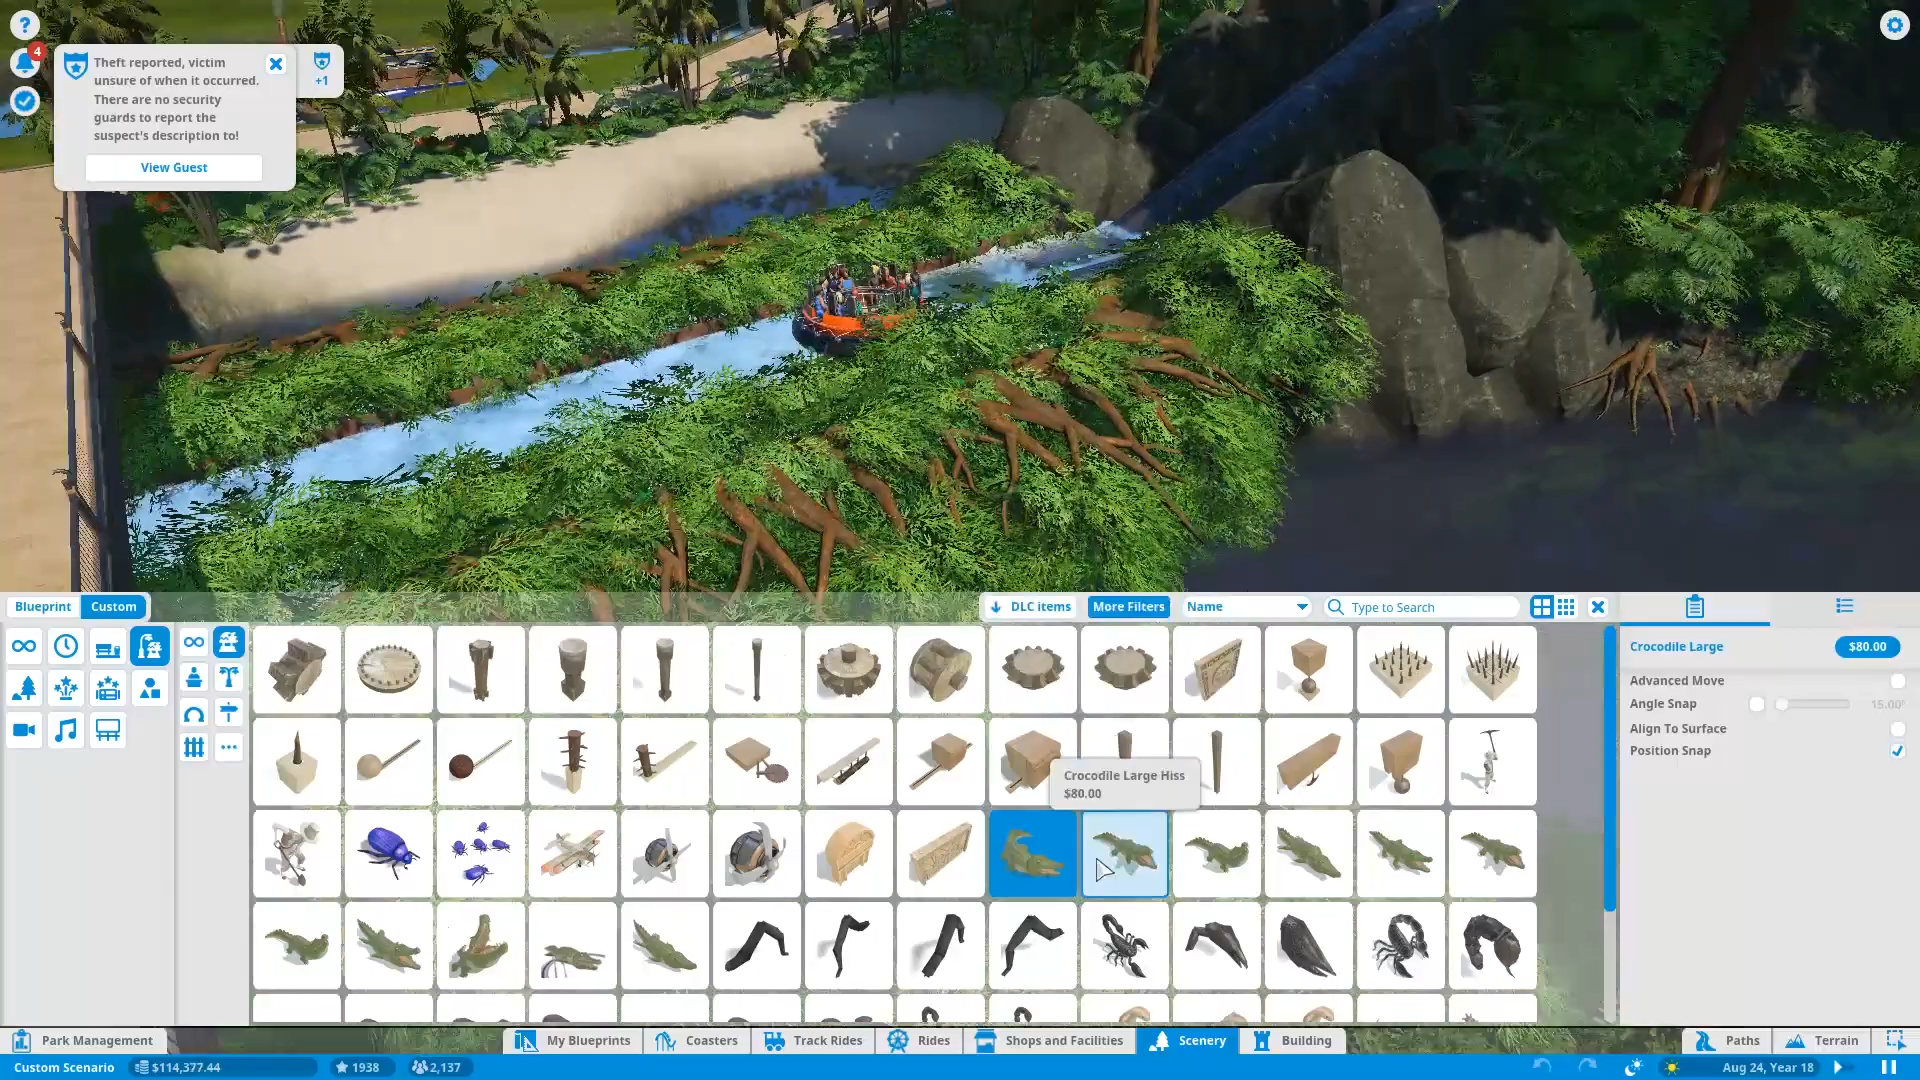 ?
4
Theft reported, victim
unsure of when it occurred.
There are no security
guards to report the
suspect's description to!
View Guest
+1
Blueprint
Custom
DLC items
More Filters
Name
Type to Search
Crocodile Large
$80.00
Advanced Move
Angle Snap
15.00°
Align To Surface
Position Snap
Crocodile Large Hiss
$80.00
Park Management
My Blueprints
Coasters
Track Rides
Rides
Shops and Facilities
Scenery
Building
Paths
Terrain
Custom Scenario
$114,377.44
1938
2,137
Aug 24, Year 18